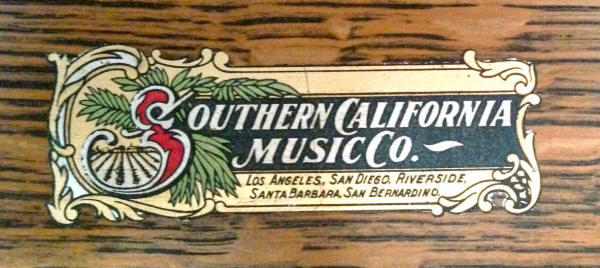 SOUTHERN CALIFORNIA
MUSIC CO.
LOS ANGELES, SAN DIEGO, RIVERSIDE,
SANTA BARBARA, SAN BERNARDINO.